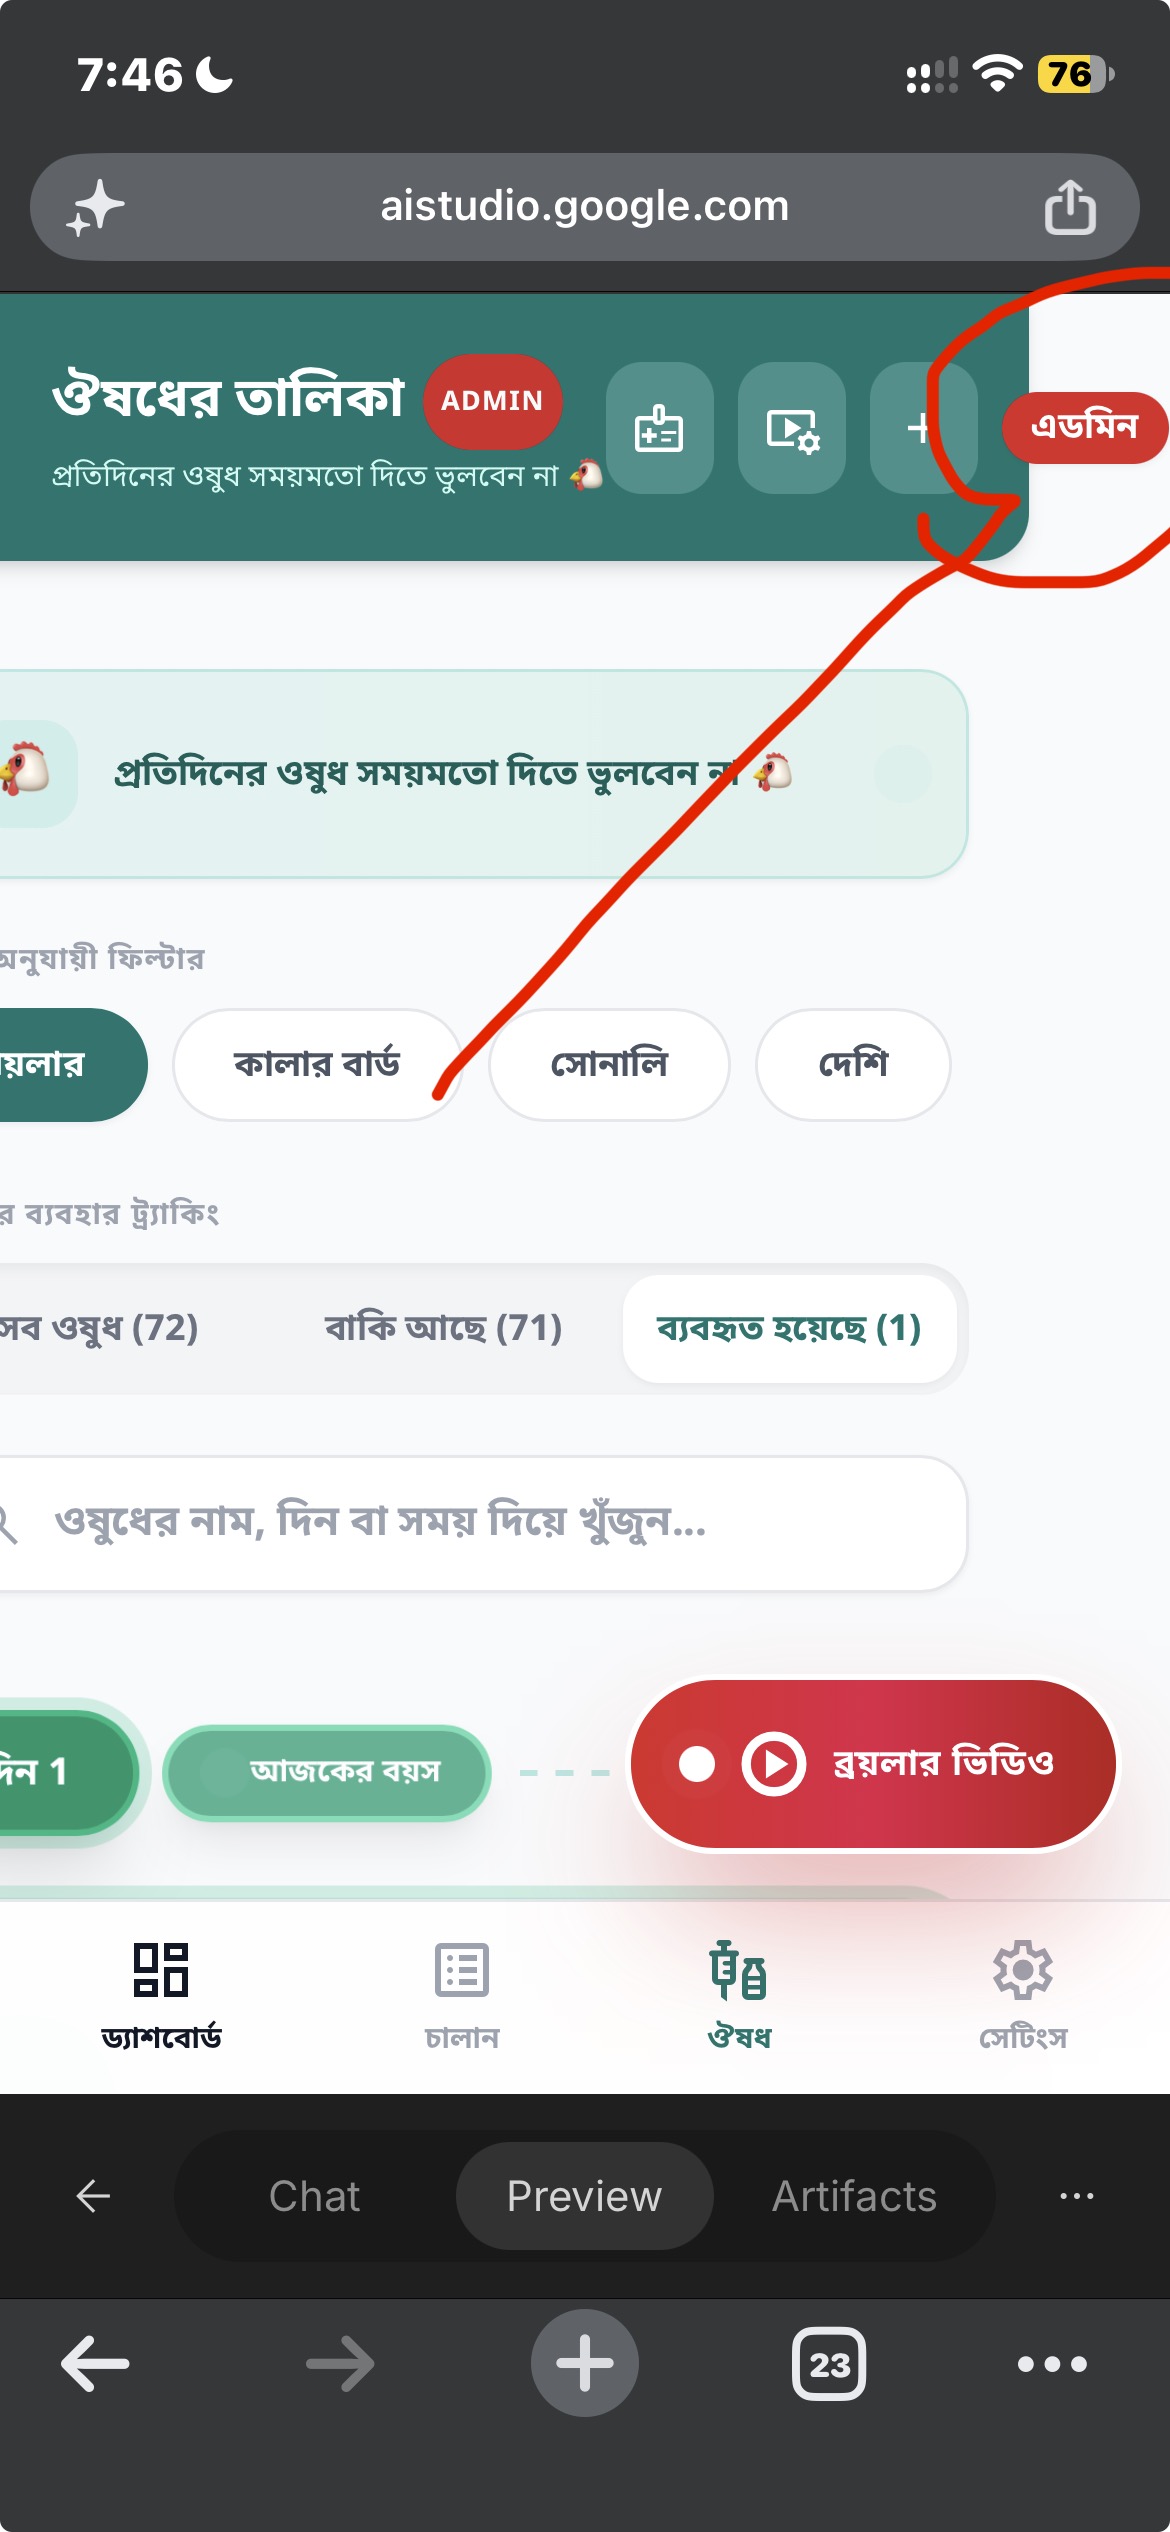 7:46
76
aistudio.google.com
ঔষধের তালিকা ADMIN
এডমিন
প্রতিদিনের ওষুধ সময়মতো দিতে ভুলবেন না
প্রতিদিনের ওষুধ সময়মতো দিতে ভুলবেন না
অনুযায়ী ফিল্টার
য়লার কালার বার্ড সোনালি দেশি
র ব্যবহার ট্র্যাকিং
সব ওষুধ (72) বাকি আছে (71) ব্যবহৃত হয়েছে (1)
ওষুধের নাম, দিন বা সময় দিয়ে খুঁজুন...
দিন 1 আজকের বয়স ব্রয়লার ভিডিও
ড্যাশবোর্ড চালান ঔষধ সেটিংস
Chat Preview Artifacts
23